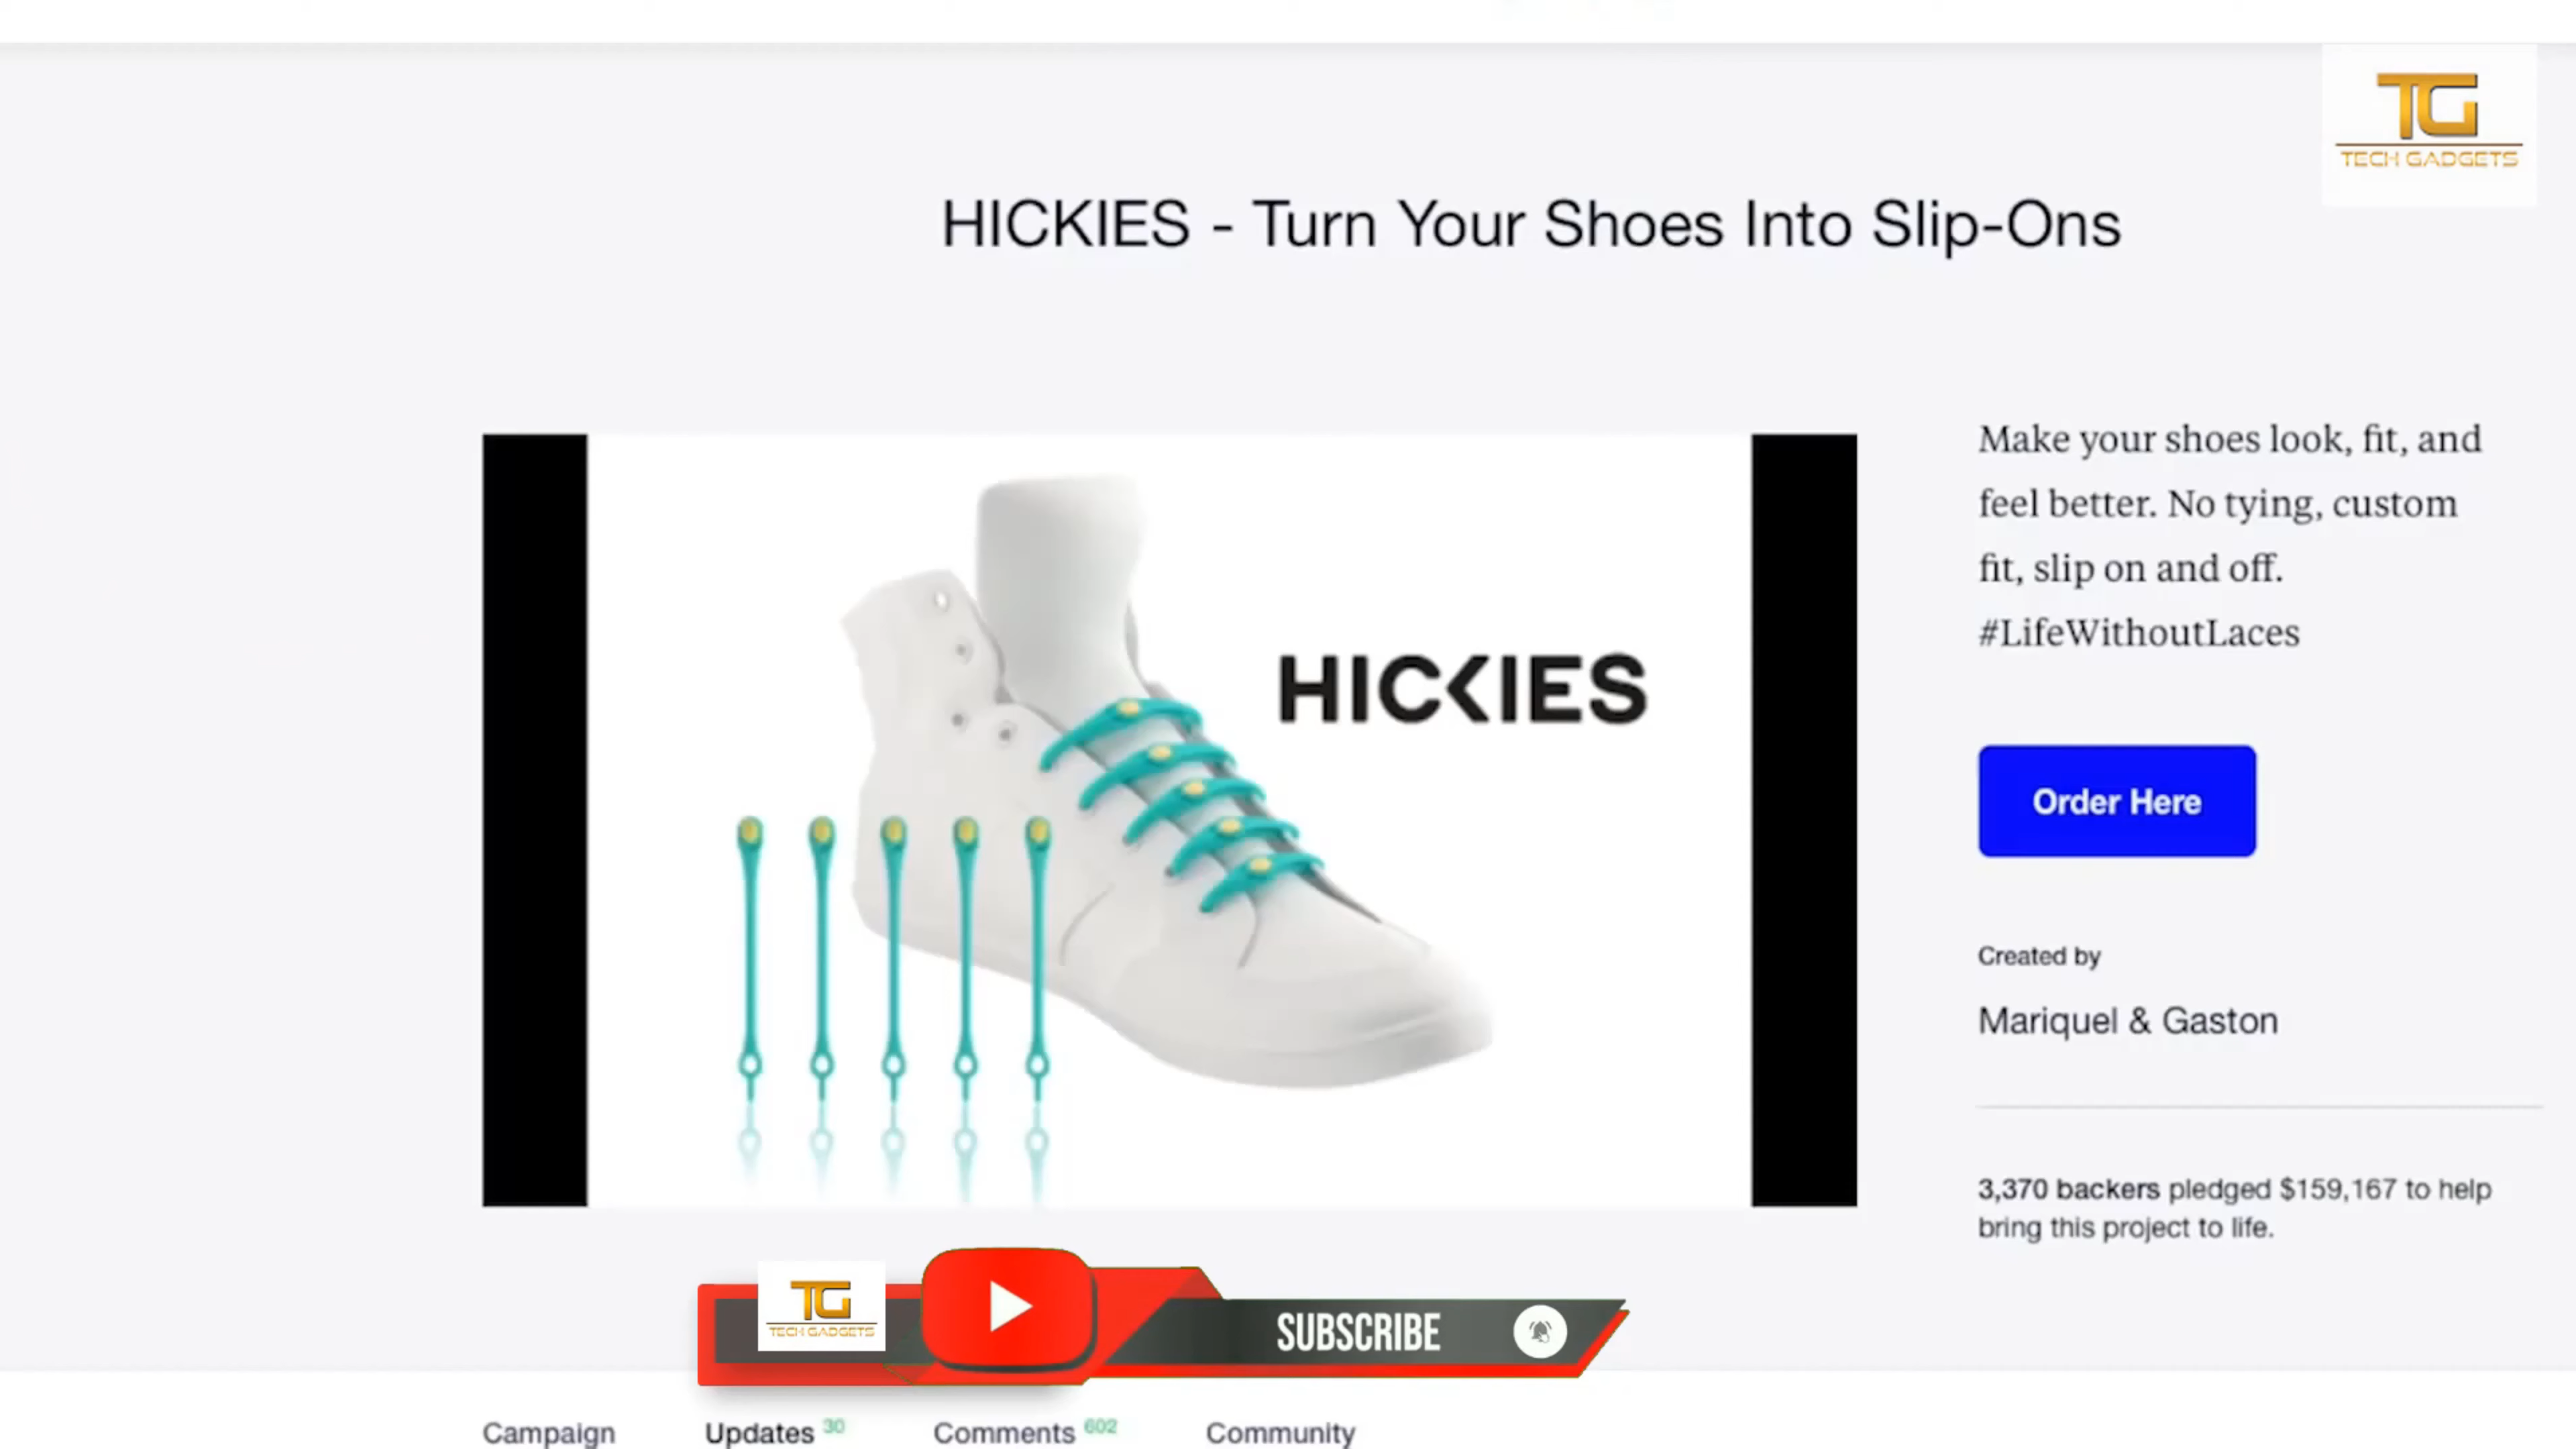 TG
TECH GADGETS
HICKIES - Turn Your Shoes Into Slip-Ons
HICKIES
Make your shoes look, fit, and
feel better. No tying, custom
fit, slip on and off.
#LifeWithoutLaces
Order Here
Created by
Mariquel & Gaston
3,370 backers pledged $159,167 to help
bring this project to life.
TG
TECH GADGETS
SUBSCRIBE
Campaign Updates 30 Comments 602 Community